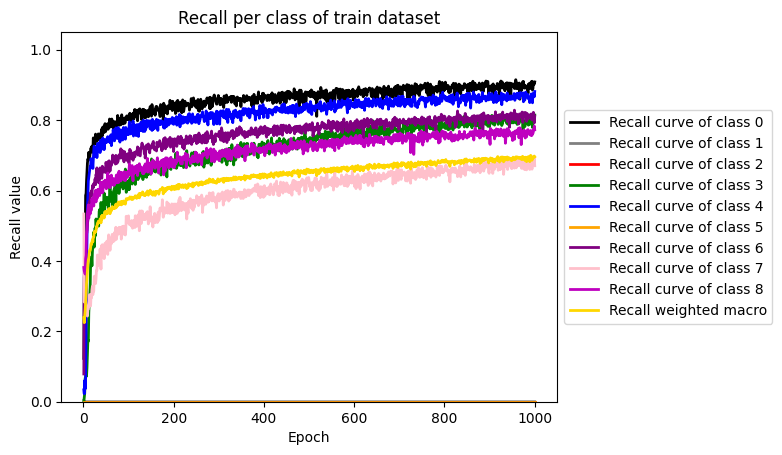 Recall per class of train dataset
Recall value
1.0
0.8
0.6
0.4
0.2
0.0
0
200
400
600
800
1000
Epoch
Recall curve of class 0
Recall curve of class 1
Recall curve of class 2
Recall curve of class 3
Recall curve of class 4
Recall curve of class 5
Recall curve of class 6
Recall curve of class 7
Recall curve of class 8
Recall weighted macro